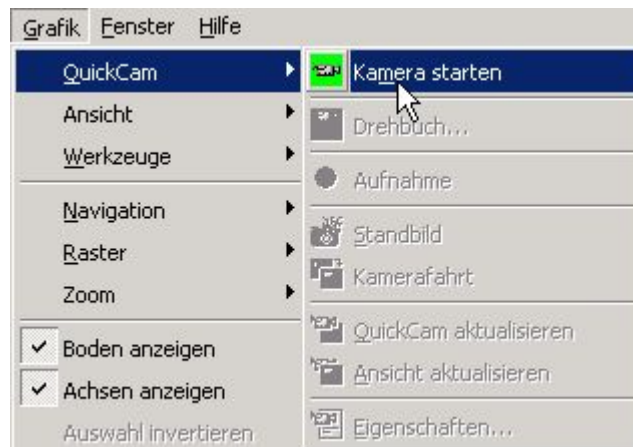 Grafik Fenster Hilfe
QuickCam
Ansicht
Werkzeuge
Navigation
Raster
Zoom
Boden anzeigen
Achsen anzeigen
Auswahl invertieren
Kamera starten
Drehbuch...
Aufnahme
Standbild
Kamerafahrt
QuickCam aktualisieren
Ansicht aktualisieren
Eigenschaften...